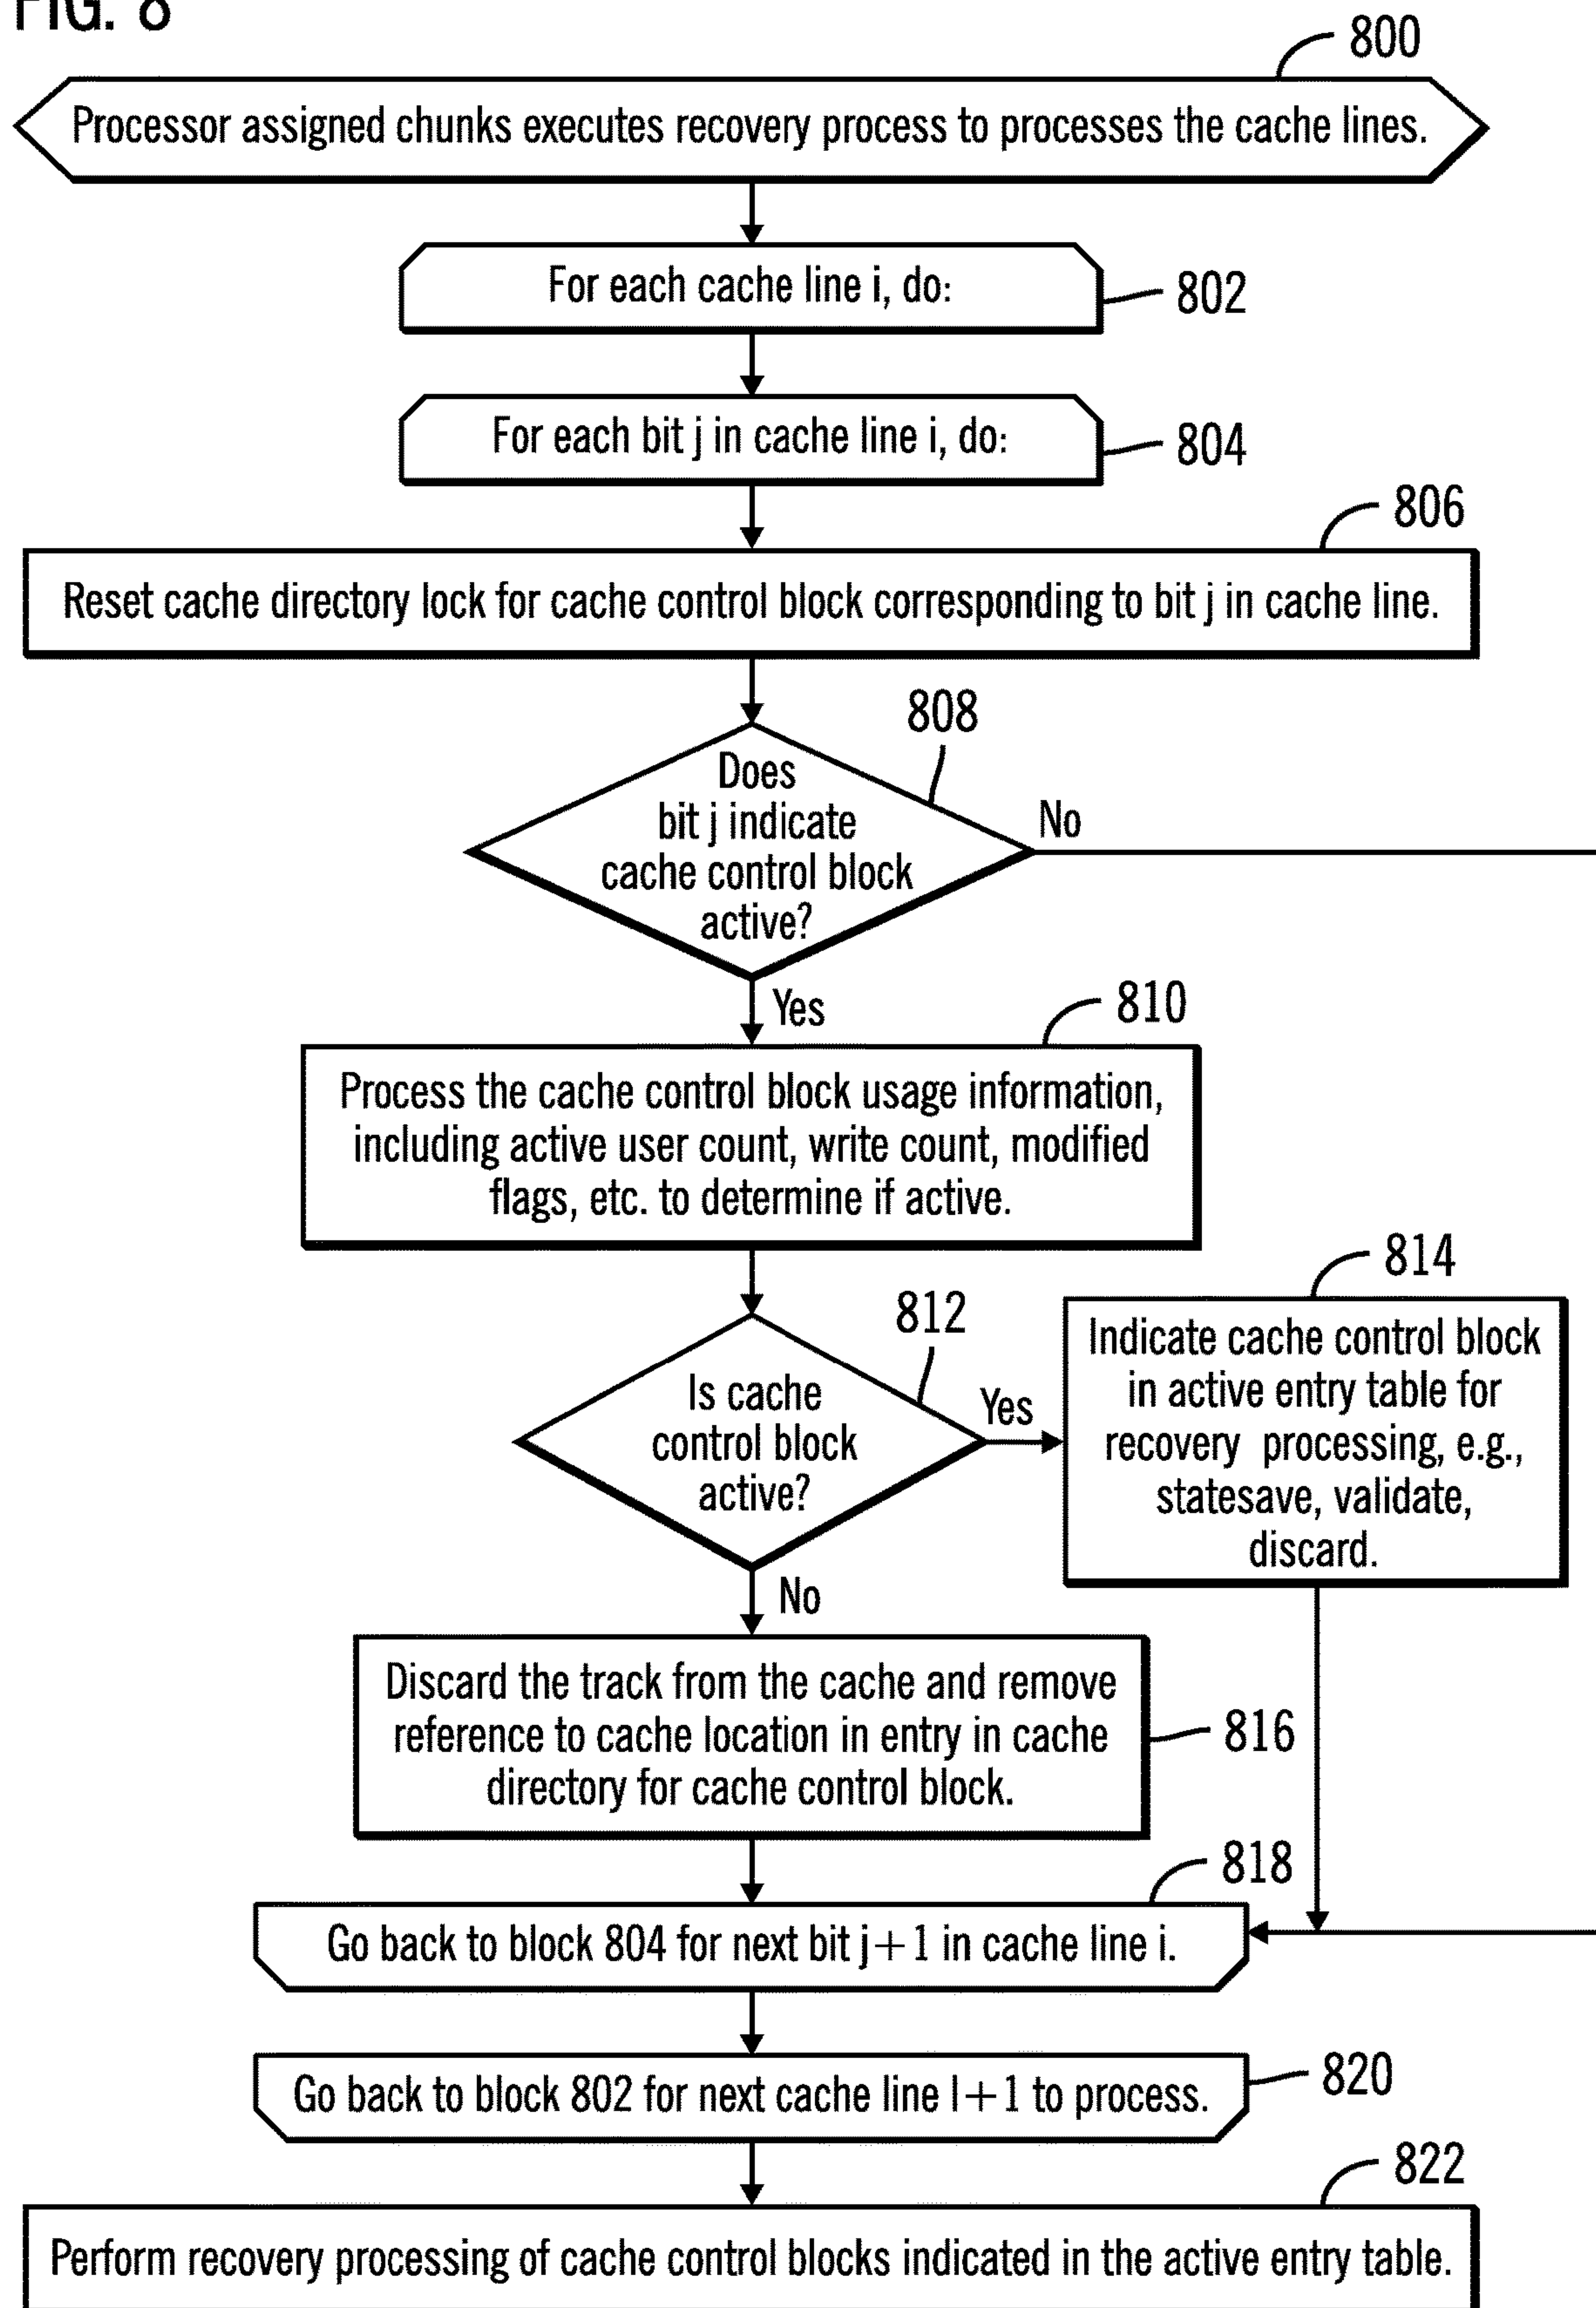 FIG. 8
800
Processor assigned chunks executes recovery process to processes the cache lines.
For each cache line i, do:
802
For each bit j in cache line i, do:
804
806
Reset cache directory lock for cache control block corresponding to bit j in cache line.
808
Does
bit j indicate
cache control block
active?
No
Yes
810
Process the cache control block usage information,
including active user count, write count, modified
flags, etc. to determine if active.
812
Is cache
control block
active?
Yes
814
Indicate cache control block
in active entry table for
recovery processing, e.g.,
statesave, validate,
discard.
No
Discard the track from the cache and remove
reference to cache location in entry in cache
directory for cache control block.
816
818
Go back to block 804 for next bit j+1 in cache line i.
Go back to block 802 for next cache line I+1 to process.
820
822
Perform recovery processing of cache control blocks indicated in the active entry table.